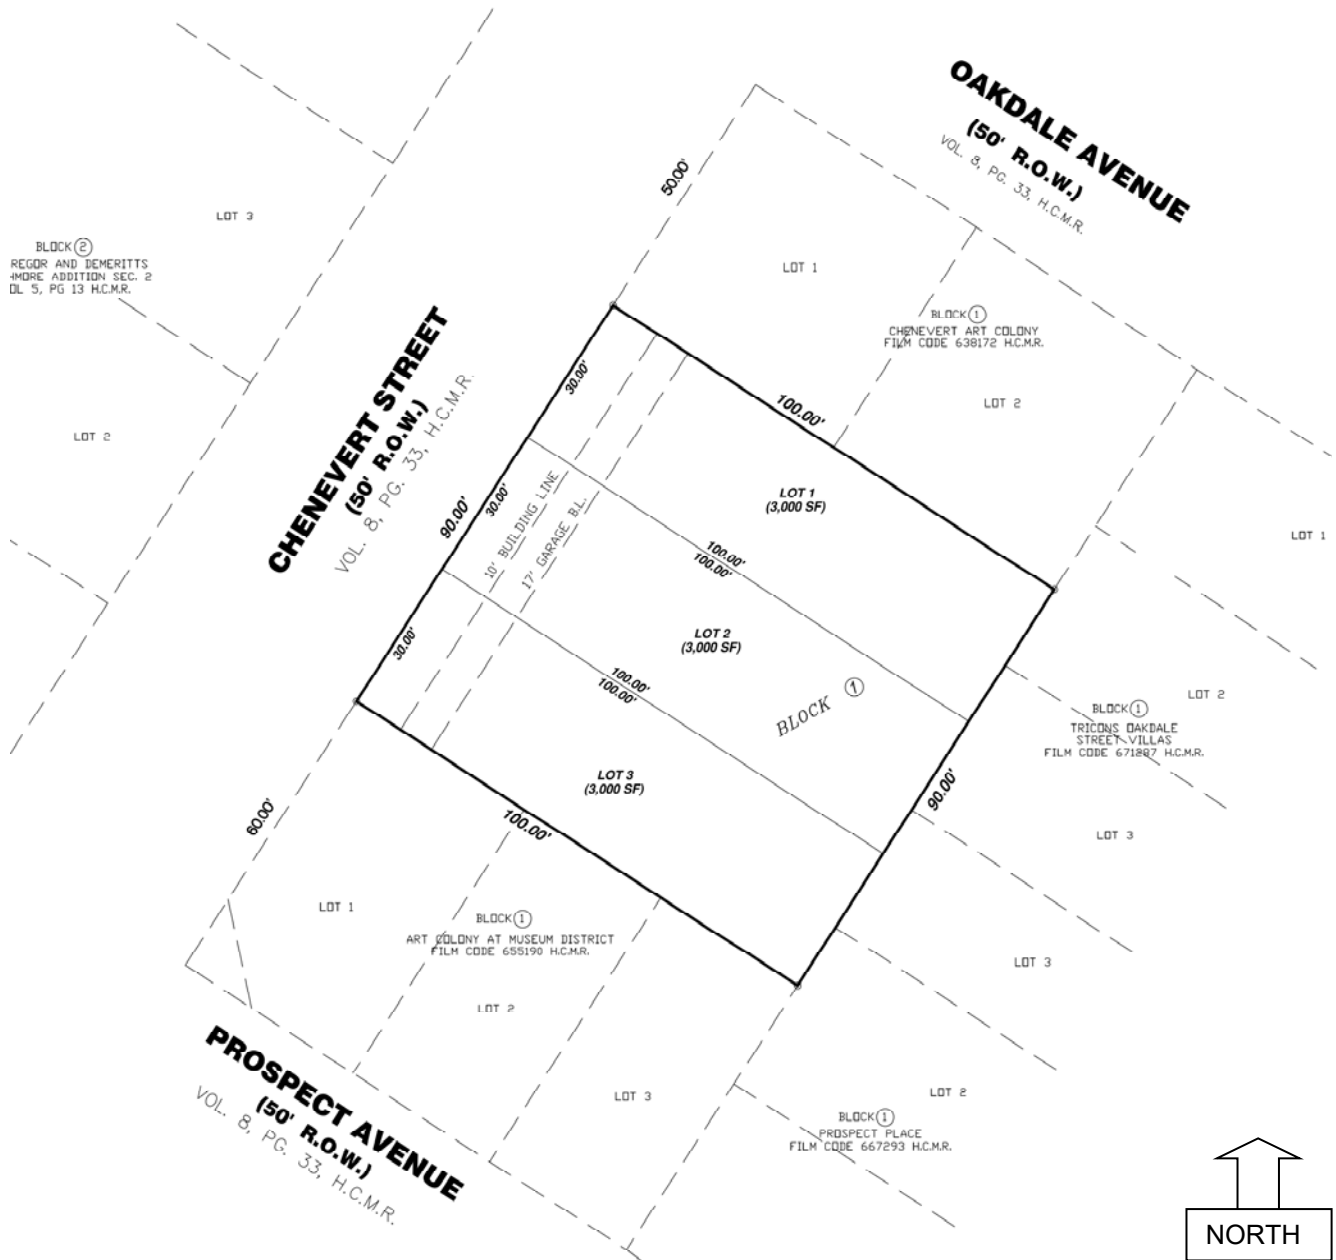 OAKDALE AVENUE
(50' R.O.W.)
VOL. 8, PG. 33, H.C.M.R.
50.00'
LOT 3
BLOCK 2
REGOR AND DEMERITTS
HMORE ADDITION SEC. 2
OL 5, PG 13 H.C.M.R.
LOT 2
LOT 1
BLOCK 1
CHENEVERT ART COLONY
FILM CODE 638172 H.C.M.R.
LOT 2
CHENEVERT STREET
(50' R.O.W.)
VOL. 8, PG. 33, H.C.M.R.
30.00'
100.00'
LOT 1
(3,000 SF)
90.00'
30.00'
10' BUILDING LINE
17' GARAGE B.L.
100.00'
100.00'
LOT 1
LOT 2
(3,000 SF)
30.00'
100.00'
100.00'
BLOCK 1
LOT 2
BLOCK 1
TRICONS OAKDALE
STREET VILLAS
FILM CODE 671287 H.C.M.R.
LOT 3
(3,000 SF)
90.00'
60.00'
100.00'
LOT 3
LOT 1
BLOCK 1
ART COLONY AT MUSEUM DISTRICT
FILM CODE 655190 H.C.M.R.
LOT 3
LOT 2
PROSPECT AVENUE
(50' R.O.W.)
VOL. 8, PG. 33, H.C.M.R.
LOT 3
LOT 2
BLOCK 1
PROSPECT PLACE
FILM CODE 667293 H.C.M.R.
NORTH